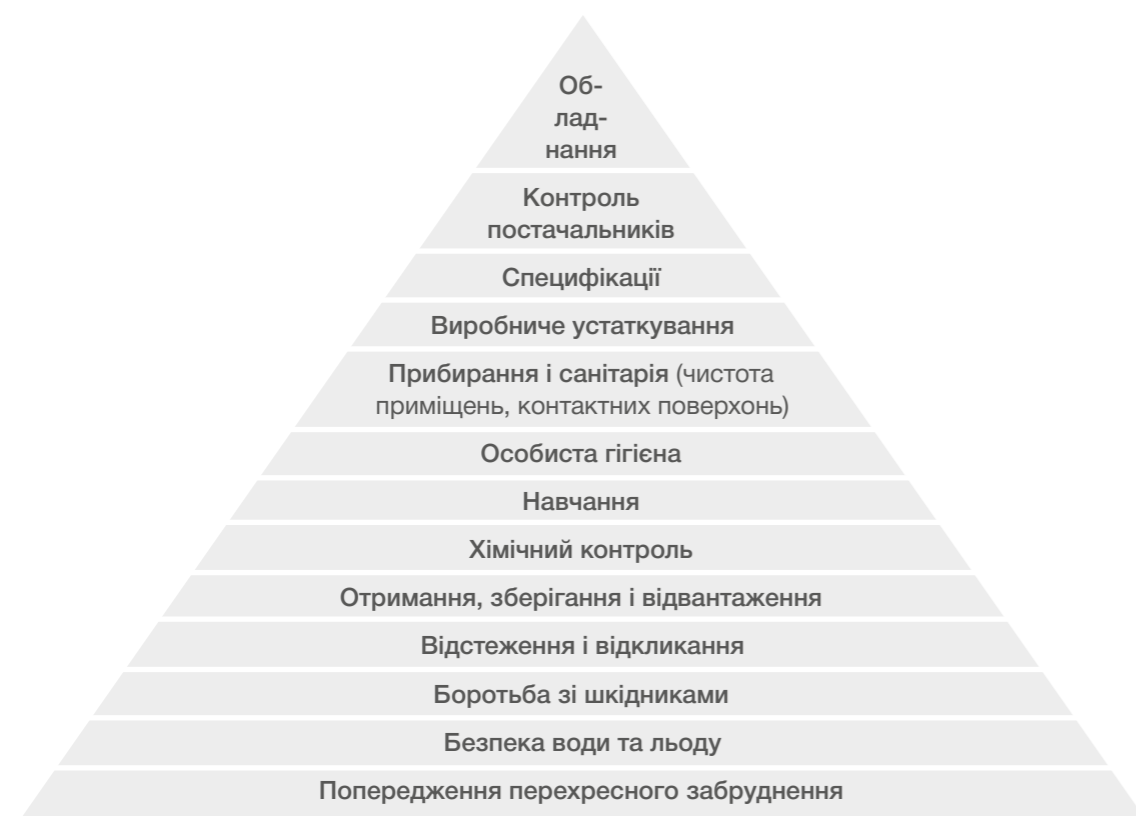 Об-
лад-
нання
Контроль
постачальників
Специфікації
Виробниче устаткування
Прибирання і санітарія (чистота
приміщень, контактних поверхонь)
Особиста гігієна
Навчання
Хімічний контроль
Отримання, зберігання і відвантаження
Відстеження і відкликання
Боротьба зі шкідниками
Безпека води та льоду
Попередження перехресного забруднення